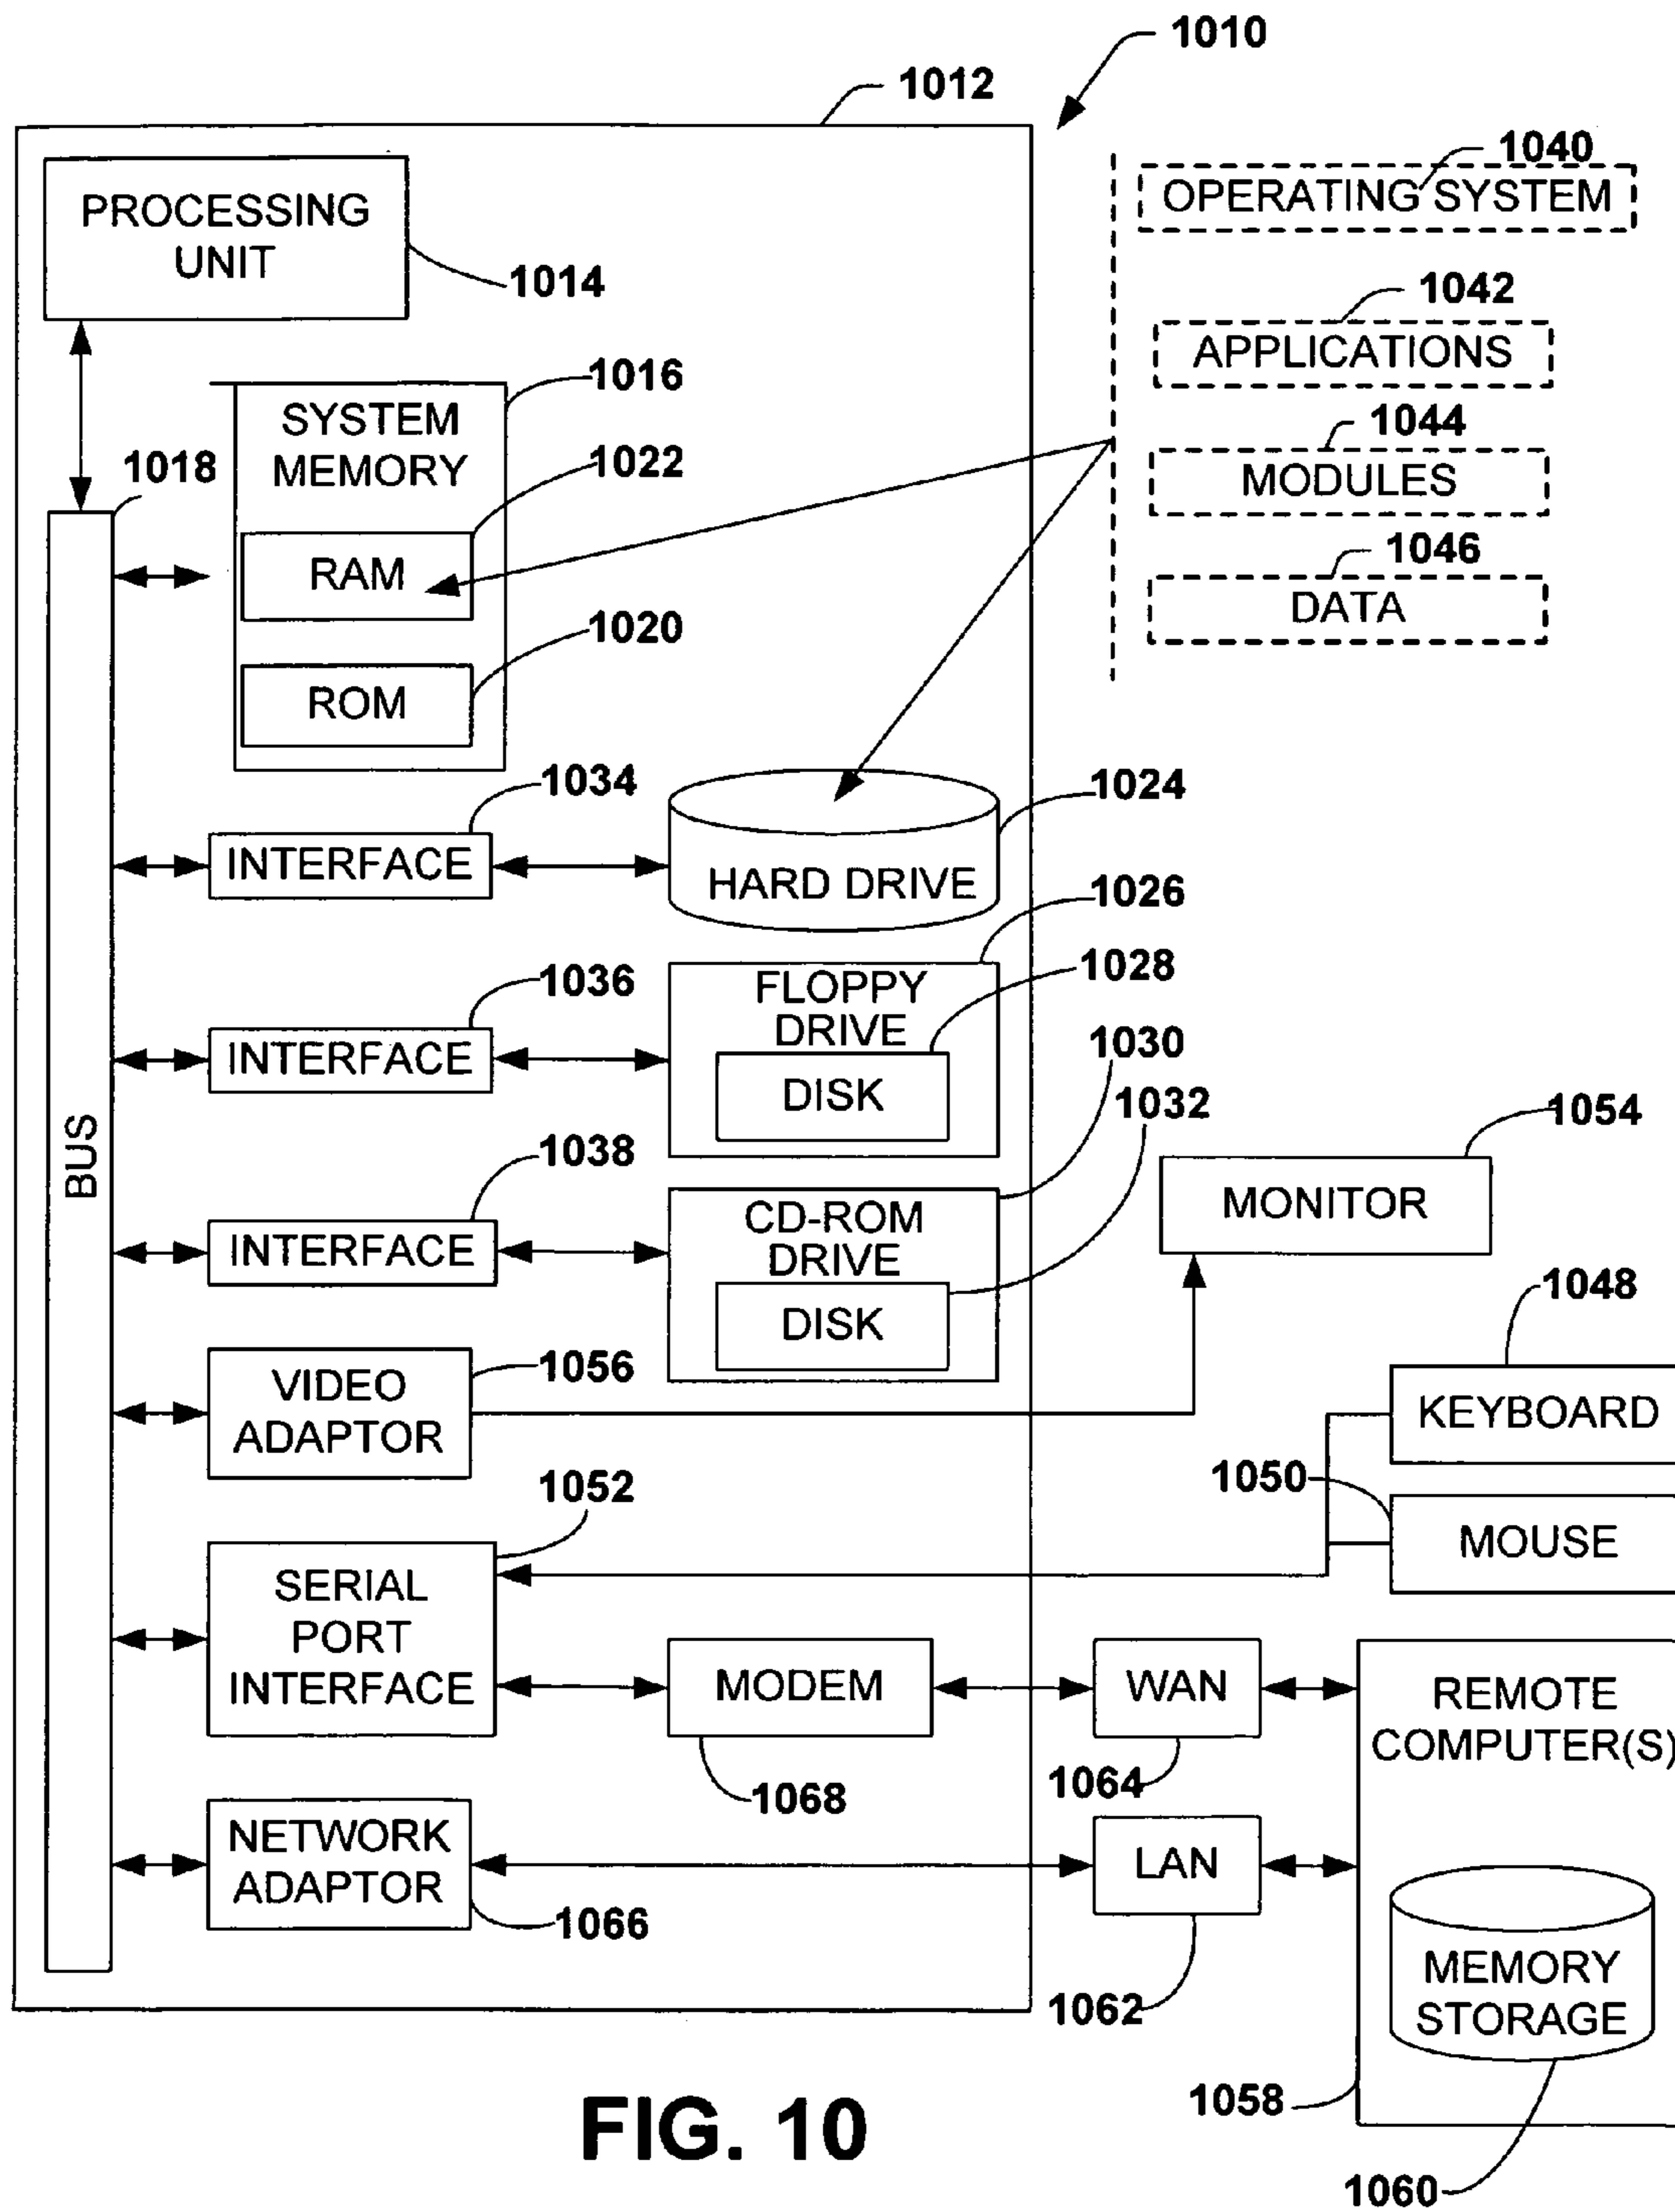 1010
1012
1040
OPERATING SYSTEM
PROCESSING
UNIT
1014
1042
APPLICATIONS
1016
SYSTEM
MEMORY
1044
MODULES
1018
1022
RAM
1046
DATA
1020
ROM
1034
INTERFACE
1024
HARD DRIVE
1026
1036
INTERFACE
FLOPPY
DRIVE
1028
DISK
1030
1032
BUS
1038
INTERFACE
CD-ROM
DRIVE
DISK
1054
MONITOR
1048
KEYBOARD
1056
VIDEO
ADAPTOR
1050
MOUSE
1052
SERIAL
PORT
INTERFACE
MODEM
1068
WAN
1064
REMOTE
COMPUTER(S)
NETWORK
ADAPTOR
1066
LAN
1062
MEMORY
STORAGE
1058
1060
FIG. 10